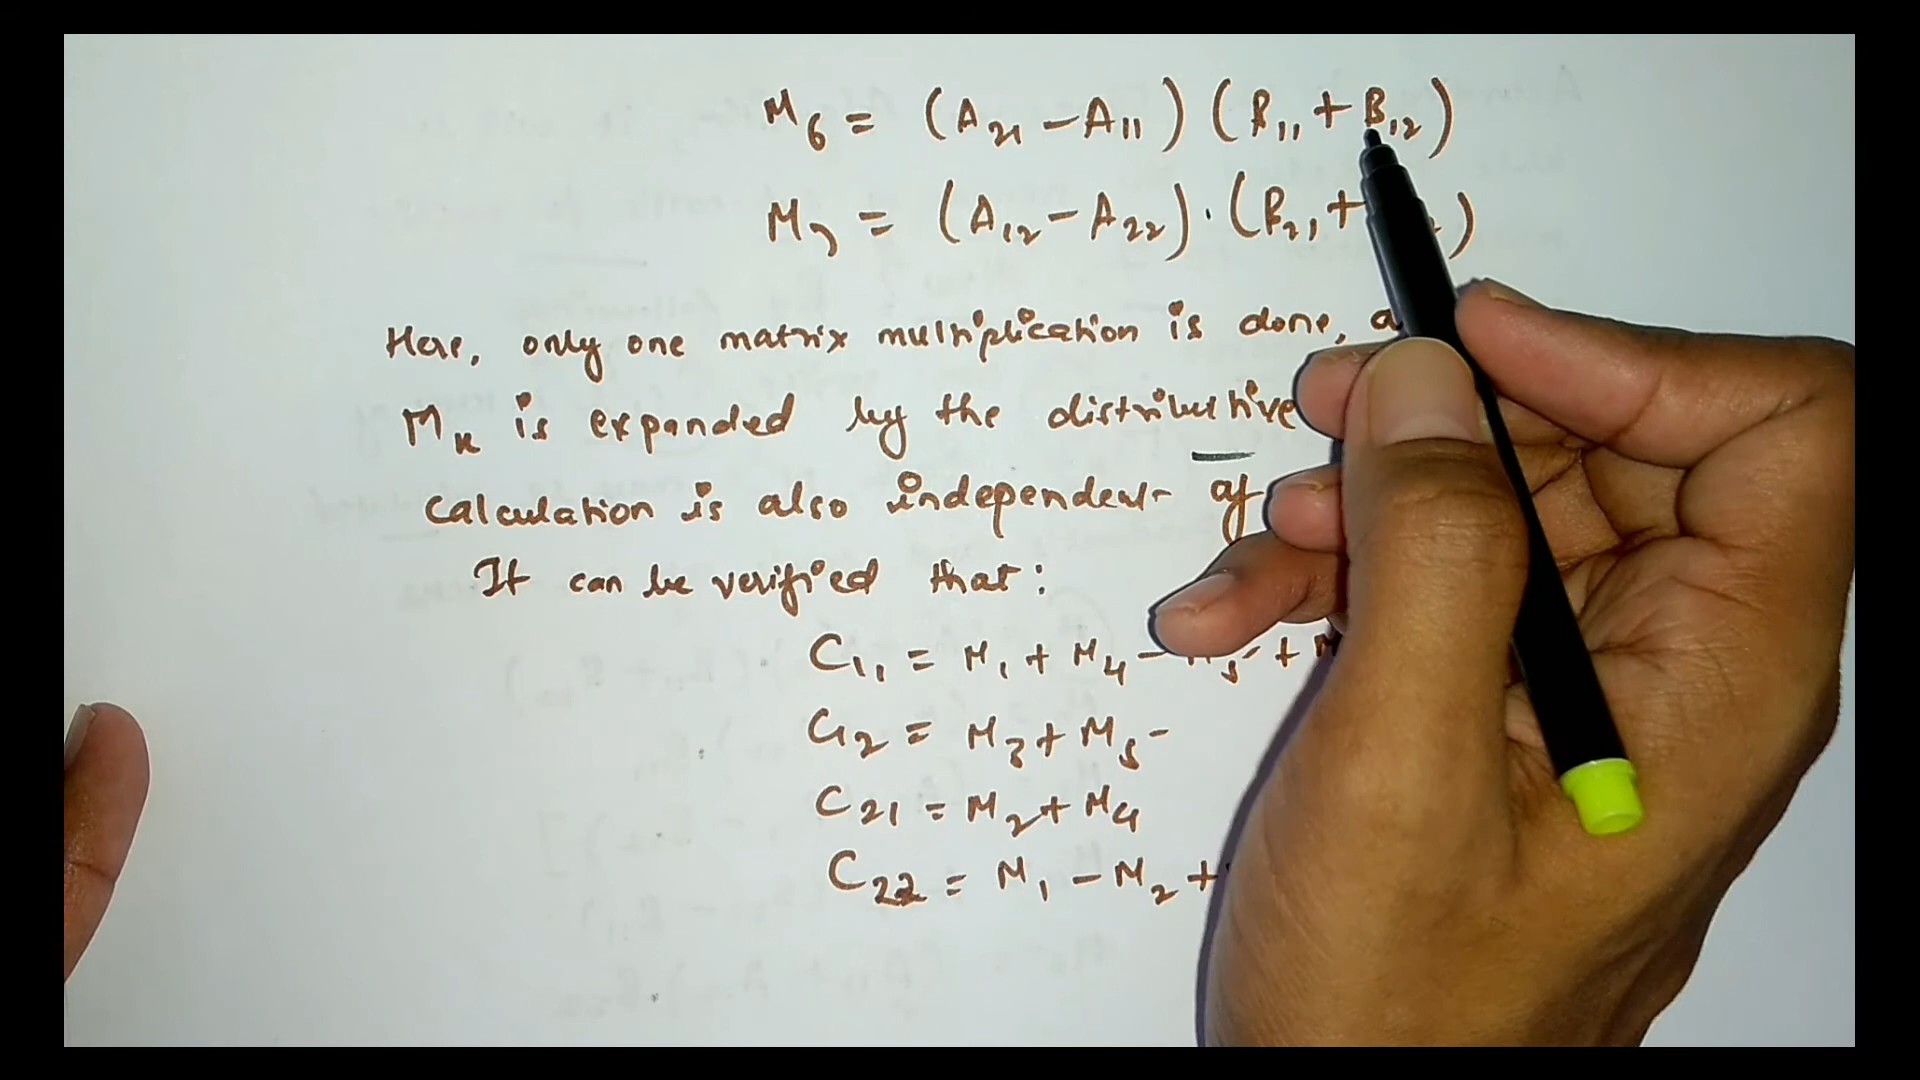 M6 = (A21 - A11) (B11 + B12)
M7 = (A12 - A22) . (B21 + )
Here, only one matrix multiplication is done,
Mk is expanded by the distributive
calculation is also independent of
It can be verified that:
C11 = M1 + M4 - M5 + M
C12 = M3 + M5
C21 = M2 + M4
C22 = M1 - M2 +